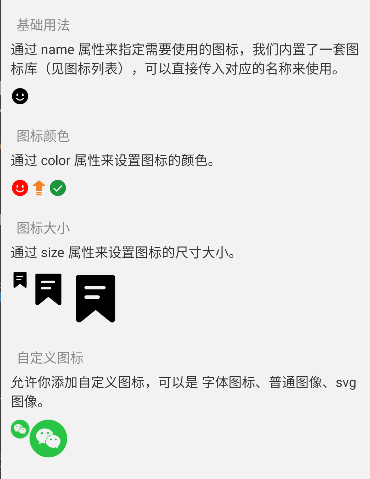 基础用法
通过 name 属性来指定需要使用的图标，我们内置了一套图
标库（见图标列表），可以直接传入对应的名称来使用。
图标颜色
通过 color 属性来设置图标的颜色。
图标大小
通过 size 属性来设置图标的尺寸大小。
自定义图标
允许你添加自定义图标，可以是 字体图标、普通图像、svg
图像。